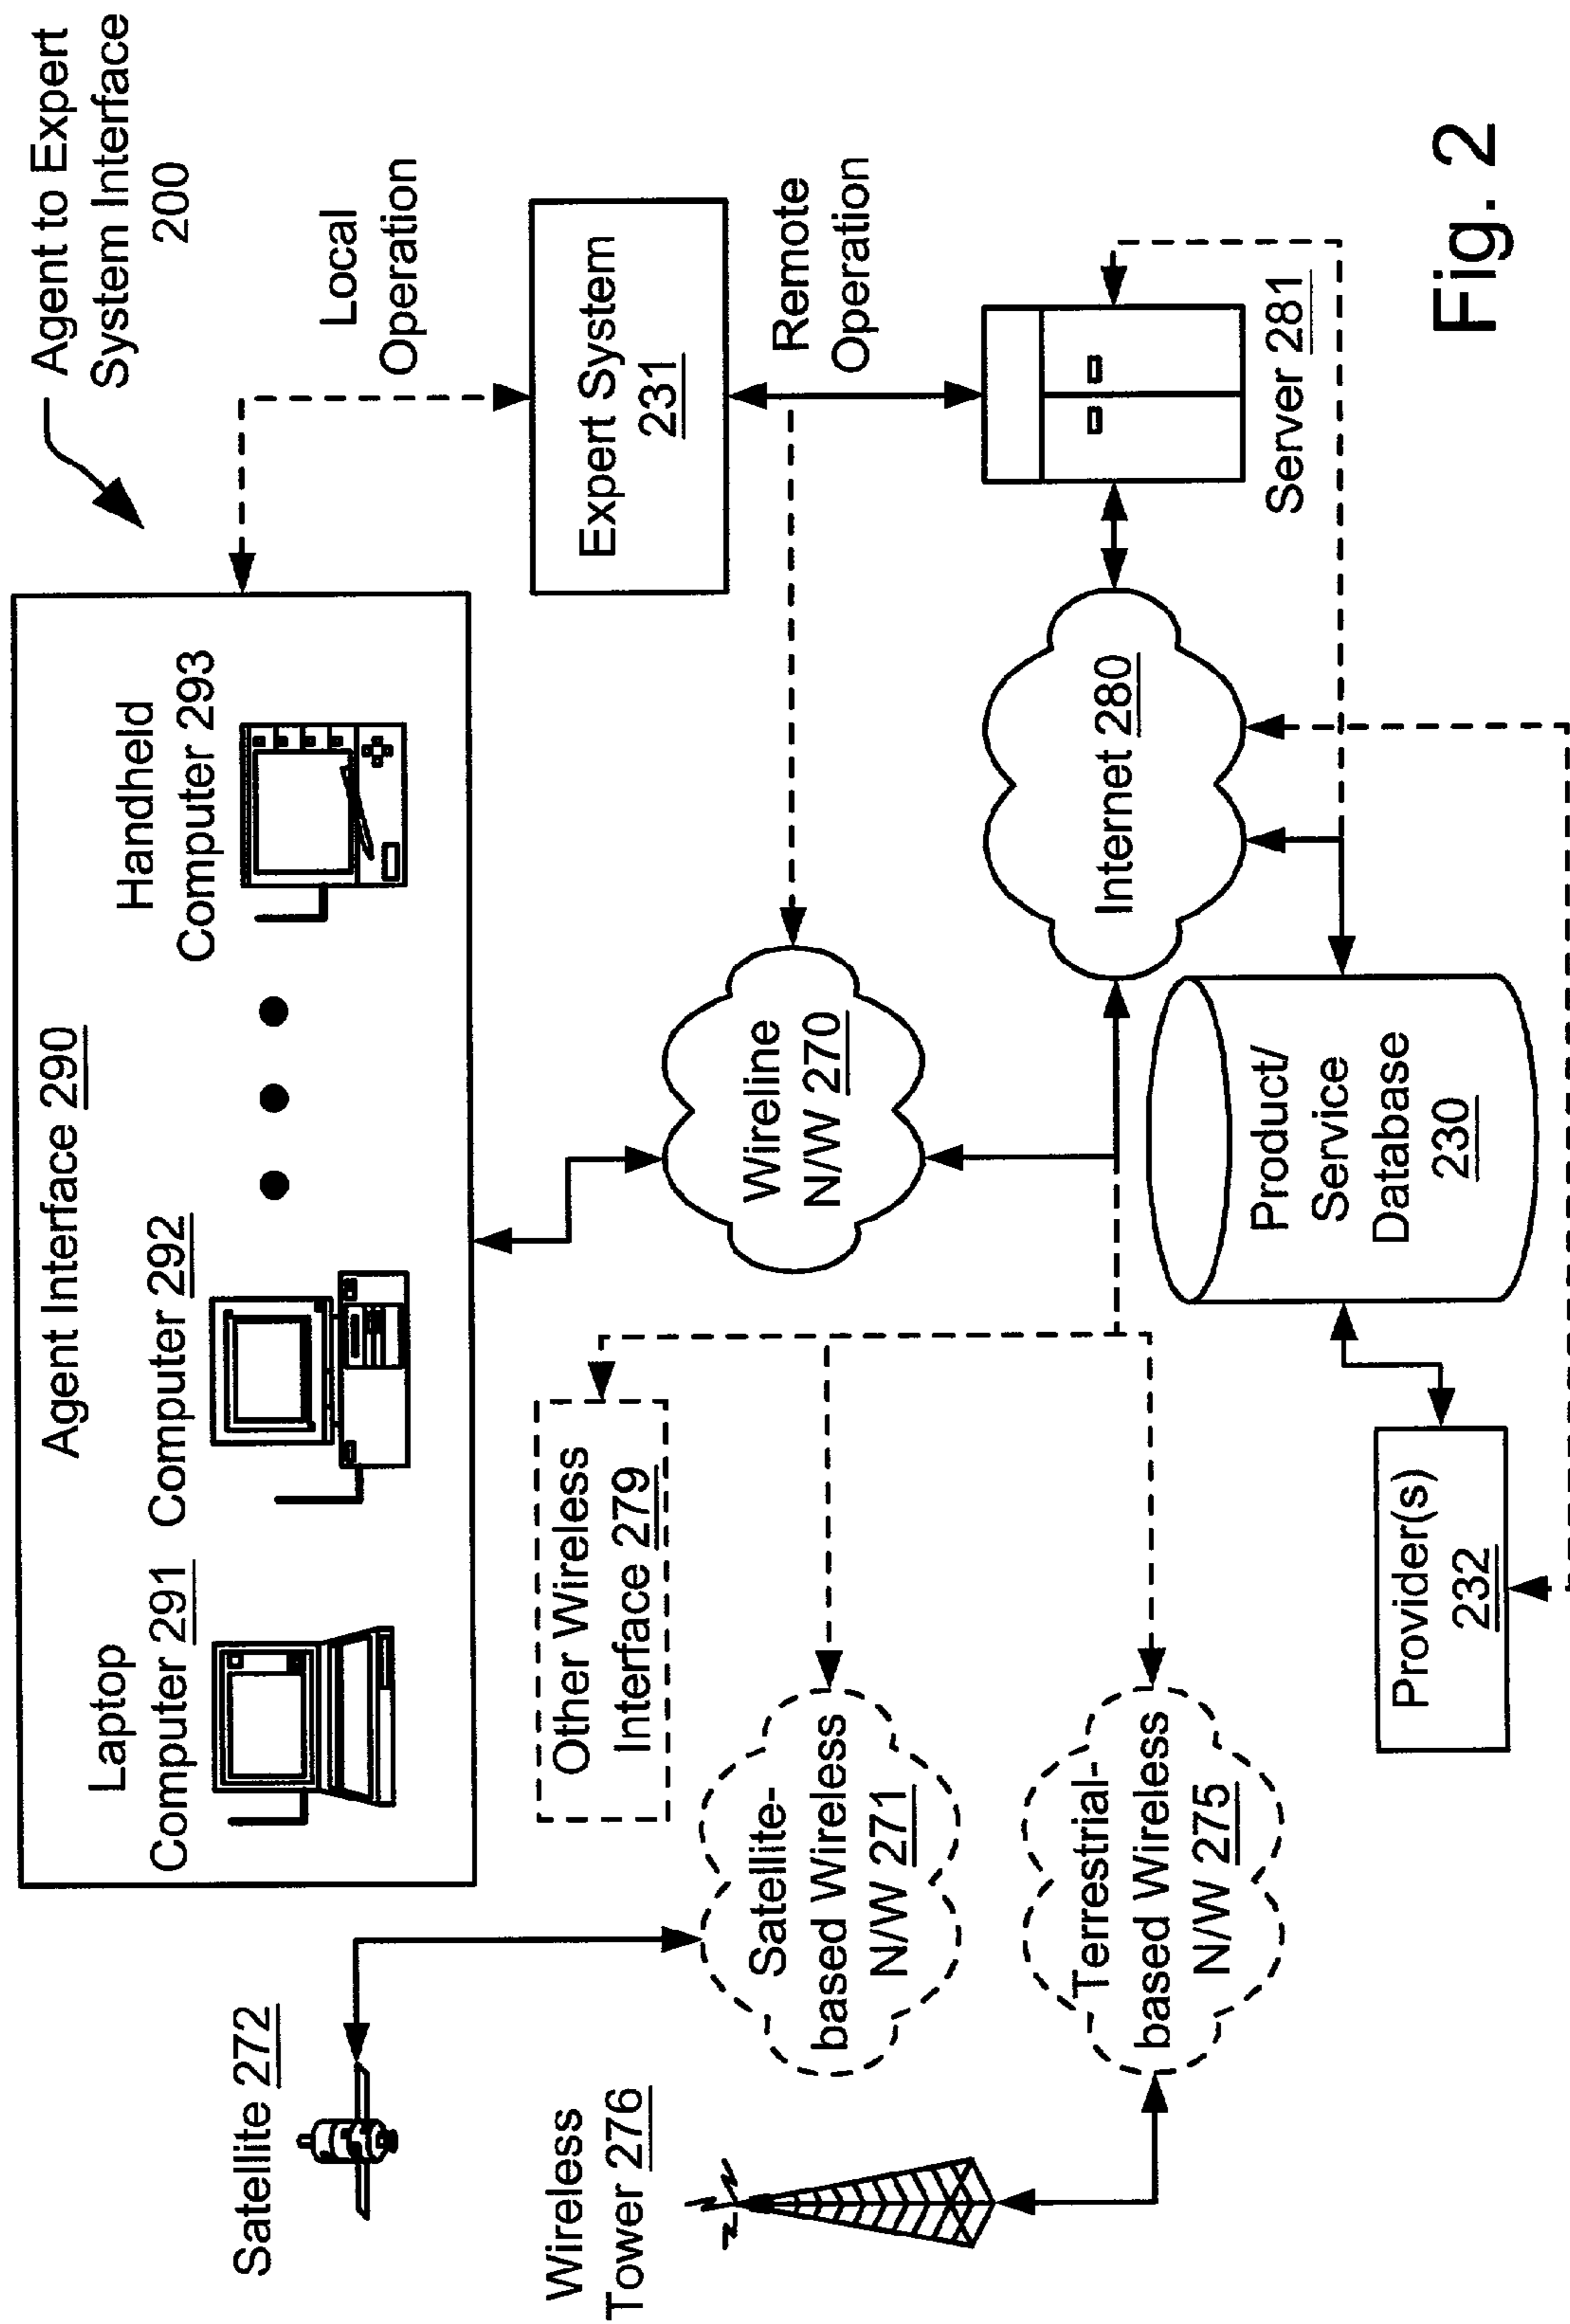 Agent to Expert
System Interface
200
Agent Interface 290
Laptop
Computer 291
Computer 292
Handheld
Computer 293
Local
Operation
Satellite 272
Other Wireless
Interface 279
Expert System
231
Wireless
Tower 276
Satellite-
based Wireless
N/W 271
Wireline
N/W 270
Remote
Operation
Terrestrial-
based Wireless
N/W 275
Internet 280
Server 281
Product/
Service
Database
230
Provider(s)
232
Fig. 2